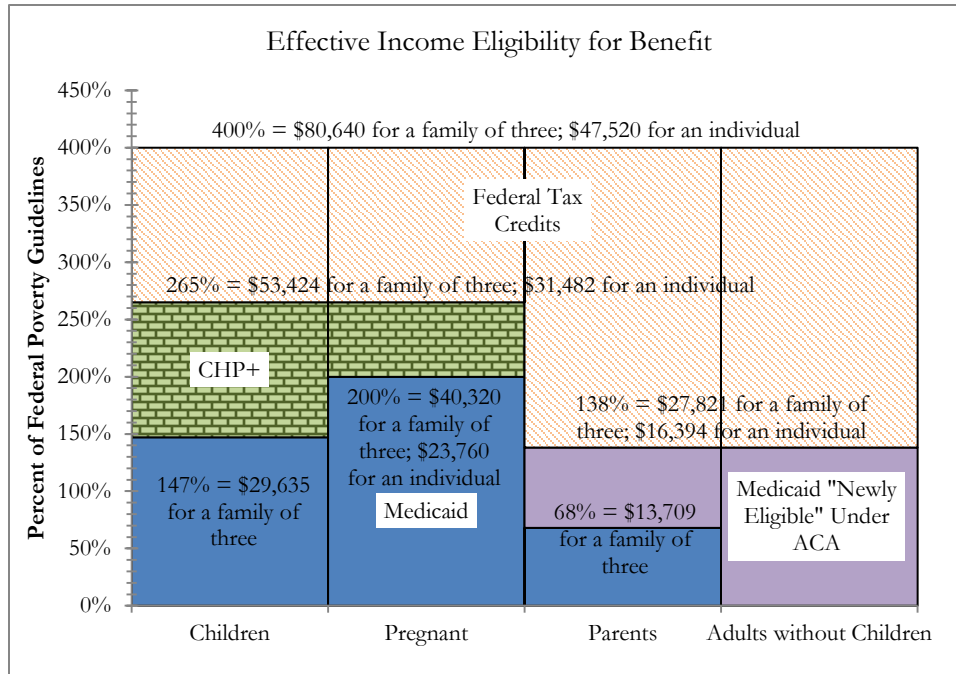 Effective Income Eligibility for Benefit
Percent of Federal Poverty Guidelines
450%
400%
350%
300%
250%
200%
150%
100%
50%
0%
400% = $80,640 for a family of three; $47,520 for an individual
Federal Tax
Credits
265% = $53,424 for a family of three; $31,482 for an individual
CHP+
200% = $40,320
for a family of
three; $23,760
for an individual
Medicaid
138% = $27,821 for a family of
three; $16,394 for an individual
147% = $29,635
for a family of
three
68% = $13,709
for a family of
three
Medicaid "Newly
Eligible" Under
ACA
Children
Pregnant
Parents
Adults without Children